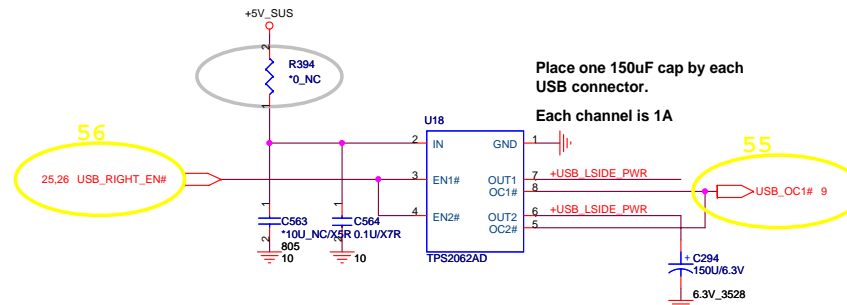 +5V_SUS
2
R394
*0_NC
1
Place one 150uF cap by each
USB connector.
Each channel is 1A
U18
56
55
2 IN GND 1
25,26 USB_RIGHT_EN# 3 EN1# OUT1 7 +USB_LSIDE_PWR
OC1# 8 USB_OC1# 9
4 EN2# OUT2 6 +USB_LSIDE_PWR
OC2# 5
1 1
C563 C564
*10U_NC/X5R 0.1U/X7R
2 2
805
10 10
TPS2062AD
+ C294
150U/6.3V
6.3V_3528